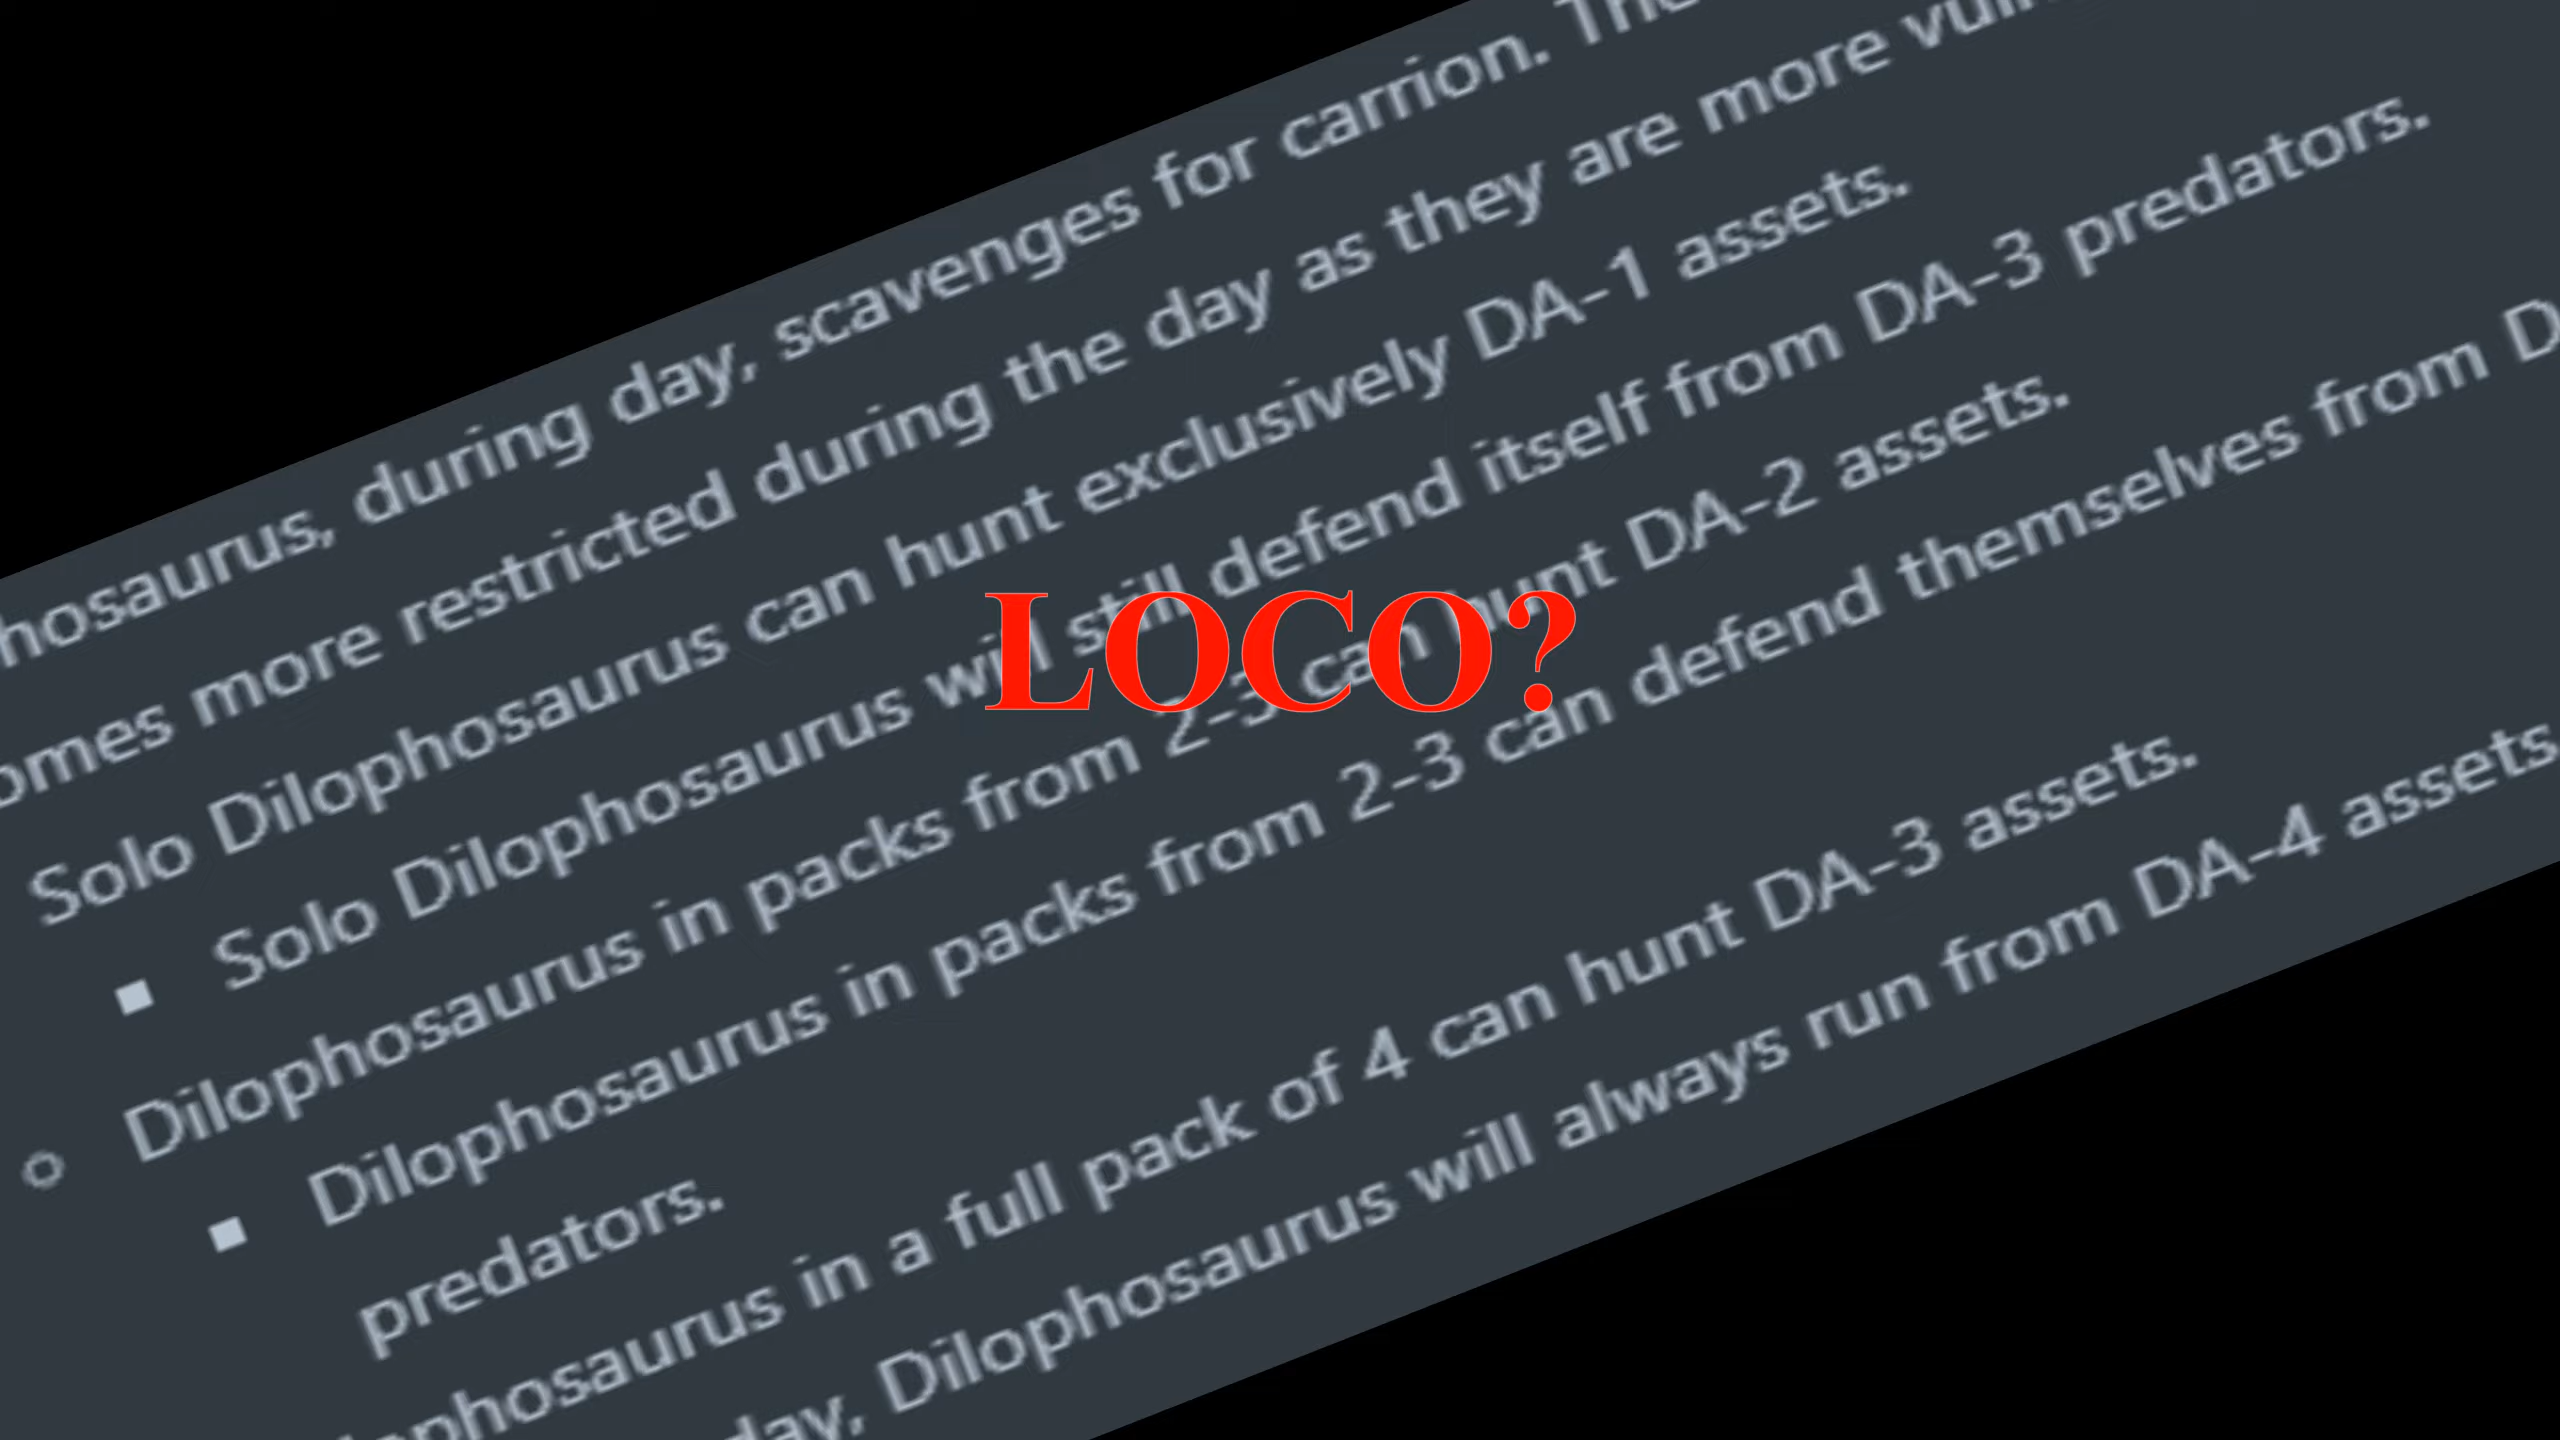 hosaurus, during day, scavenges for carrion. The
omes more restricted during the day as they are more
Solo Dilophosaurus can hunt exclusively DA-1 assets.
▪ Solo Dilophosaurus will still defend itself from DA-3 predators.
○ Dilophosaurus in packs from 2-3 can hunt DA-2 assets.
▪ Dilophosaurus in packs from 2-3 can defend themselves from D
predators.
ophosaurus in a full pack of 4 can hunt DA-3 assets.
day, Dilophosaurus will always run from DA-4 assets
LOCO?